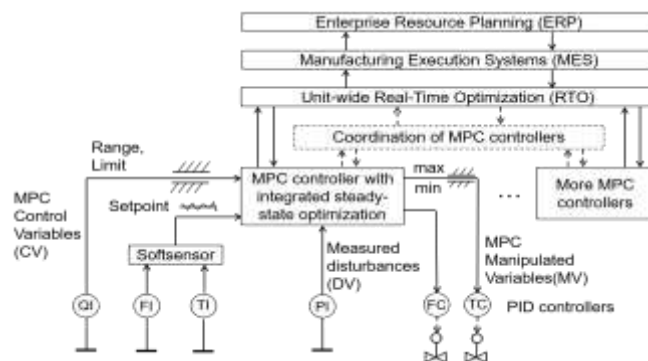 Enterprise Resource Planning (ERP)
Manufacturing Execution Systems (MES)
Unit-wide Real-Time Optimization (RTO)
Coordination of MPC controllers
Range,
Limit
max
min
MPC controller with
integrated steady-
state optimization
...
More MPC
controllers
MPC
Control
Variables
(CV)
Setpoint
Softsensor
Measured
disturbances
(DV)
MPC
Manipulated
Variables(MV)
QI
FI
TI
PI
FC
TC
PID controllers